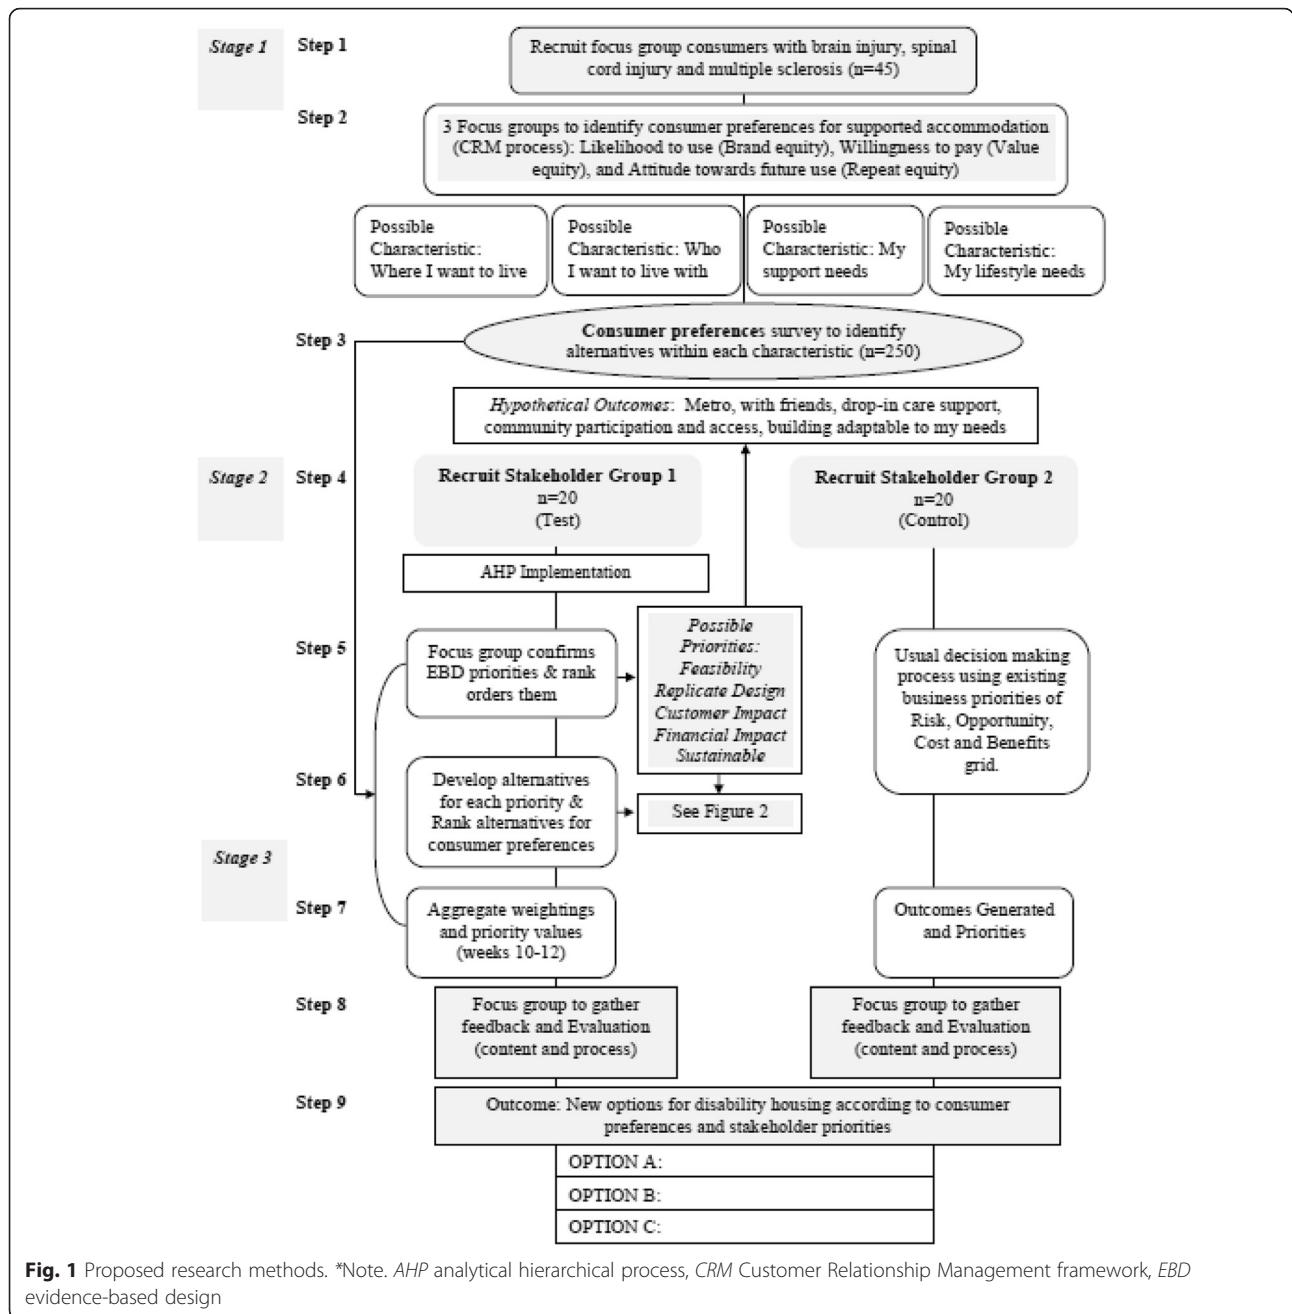 Stage 1
Step 1
Recruit focus group consumers with brain injury, spinal
cord injury and multiple sclerosis (n=45)
Step 2
3 Focus groups to identify consumer preferences for supported accommodation
(CRM process): Likelihood to use (Brand equity), Willingness to pay (Value
equity), and Attitude towards future use (Repeat equity)
Possible
Characteristic:
Where I want to live
Possible
Characteristic: Who
I want to live with
Possible
Characteristic: My
support needs
Possible
Characteristic:
My lifestyle needs
Step 3
Consumer preferences survey to identify
alternatives within each characteristic (n=250)
Hypothetical Outcomes: Metro, with friends, drop-in care support,
community participation and access, building adaptable to my needs
Stage 2
Step 4
Recruit Stakeholder Group 1
n=20
(Test)
Recruit Stakeholder Group 2
n=20
(Control)
AHP Implementation
Step 5
Focus group confirms
EBD priorities & rank
orders them
Possible
Priorities:
Feasibility
Replicate Design
Customer Impact
Financial Impact
Sustainable
Usual decision making
process using existing
business priorities of
Risk, Opportunity,
Cost and Benefits
grid.
Step 6
Develop alternatives
for each priority &
Rank alternatives for
consumer preferences
See Figure 2
Stage 3
Step 7
Aggregate weightings
and priority values
(weeks 10-12)
Outcomes Generated
and Priorities
Step 8
Focus group to gather
feedback and Evaluation
(content and process)
Focus group to gather
feedback and Evaluation
(content and process)
Step 9
Outcome: New options for disability housing according to consumer
preferences and stakeholder priorities
OPTION A:
OPTION B:
OPTION C:
Fig. 1 Proposed research methods. *Note. AHP analytical hierarchical process, CRM Customer Relationship Management framework, EBD
evidence-based design